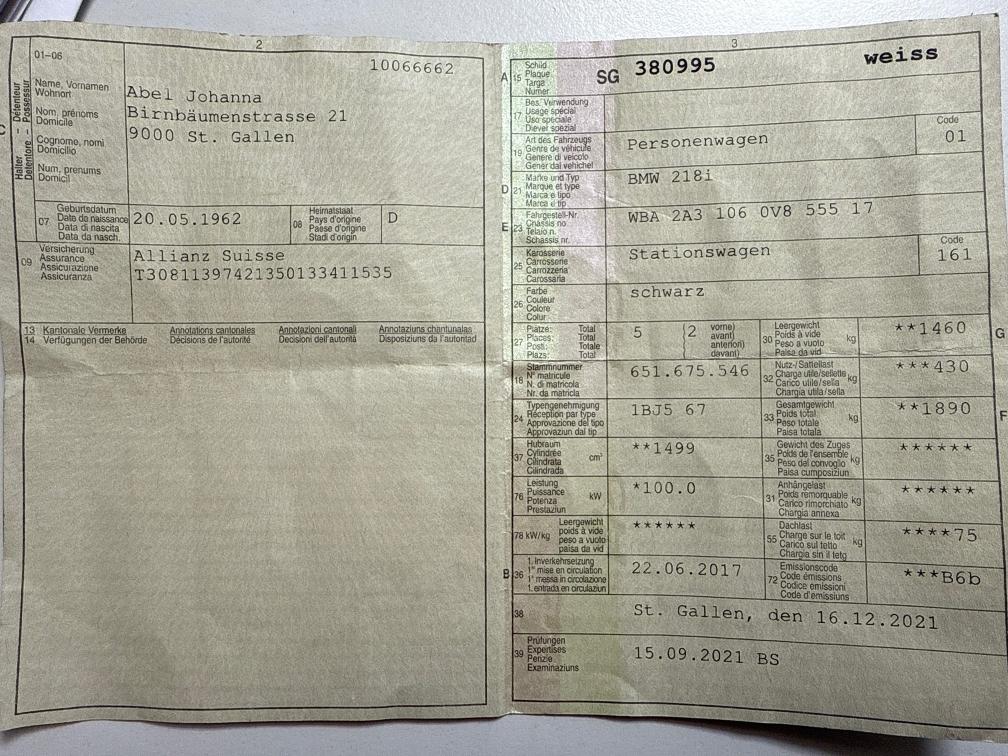 2
01–06
10066662
C
Halter – Détenteur
Detentore – Possessur
Name, Vornamen
Wohnort
Nom, prénoms
Domicile
Cognome, nomi
Domicilio
Num, prenums
Domicil
Abel Johanna
Birnbäumenstrasse 21
9000 St. Gallen
07
Geburtsdatum
Data de naissance
Data di nascita
Data da nasch.
20.05.1962
08
Heimatstaat
Pays d'origine
Paese d'origine
Stadi d'origin
D
09
Versicherung
Assurance
Assicurazione
Assicuranza
Allianz Suisse
T30811397421350133411535
13 Kantonale Vermerke Annotations cantonales Annotazioni cantonali Annotaziuns chantunalas
14 Verfügungen der Behörde Décisions de l'autorité Decisioni dell'autorità Disposiziuns da l'autoritad
3
A 15
Schild
Plaque
Targa
Numer
SG 380995 weiss
17
Bes. Verwendung
Usage spécial
Uso speciale
Diever spezial
19
Art des Fahrzeugs
Genre de véhicule
Genere di veicolo
Gener dal vehichel
Personenwagen
Code
01
D 21
Marke und Typ
Marque et type
Marca e tipo
Marca e tip
BMW 218i
E 23
Fahrgestell-Nr.
Châssis no
Telaio n.
Schassis nr.
WBA 2A3 106 0V8 555 17
25
Karosserie
Carrosserie
Carrozzeria
Carossaria
Stationswagen
Code
161
26
Farbe
Couleur
Colore
Colur
schwarz
27
Plätze: Total
Places: Total
Posti: Totale
Plazs: Total
5 (2
vorne)
avant)
anteriori)
davant)
30
Leergewicht
Poids à vide
Peso a vuoto
Paisa da vid
kg
**1460
G
18
Stammnummer
N° matricule
N. di matricola
Nr. da matricla
651.675.546
32
Nutz-/Sattellast
Charge utile/sellette
Carico utile/sella
Chargia utila/sella
kg
***430
24
Typengenehmigung
Réception par type
Approvazione del tipo
Approvaziun dal tip
1BJ5 67
33
Gesamtgewicht
Poids total
Peso totale
Paisa totala
kg
**1890
F
37
Hubraum
Cylindrée
Cilindrata
Cilindrada
cm³
**1499
35
Gewicht des Zuges
Poids de l'ensemble
Peso del convoglio
Paisa cumposiziun
kg
******
76
Leistung
Puissance
Potenza
Prestaziun
kW
*100.0
31
Anhängelast
Poids remorquable
Carico rimorchiato
Chargia annexa
kg
******
78 kW/kg
Leergewicht
poids à vide
peso a vuoto
paisa da vid
******
55
Dachlast
Charge sur le toit
Carico sul tetto
Chargia sin il tetg
kg
****75
B 36
1. Inverkehrsetzung
1re mise en circulation
1a messa in circolazione
1. entrada en circulaziun
22.06.2017
72
Emissionscode
Code émissions
Codice emissioni
Code d'emissiuns
***B6b
38
St. Gallen, den 16.12.2021
39
Prüfungen
Expertises
Perizie
Examinaziuns
15.09.2021 BS